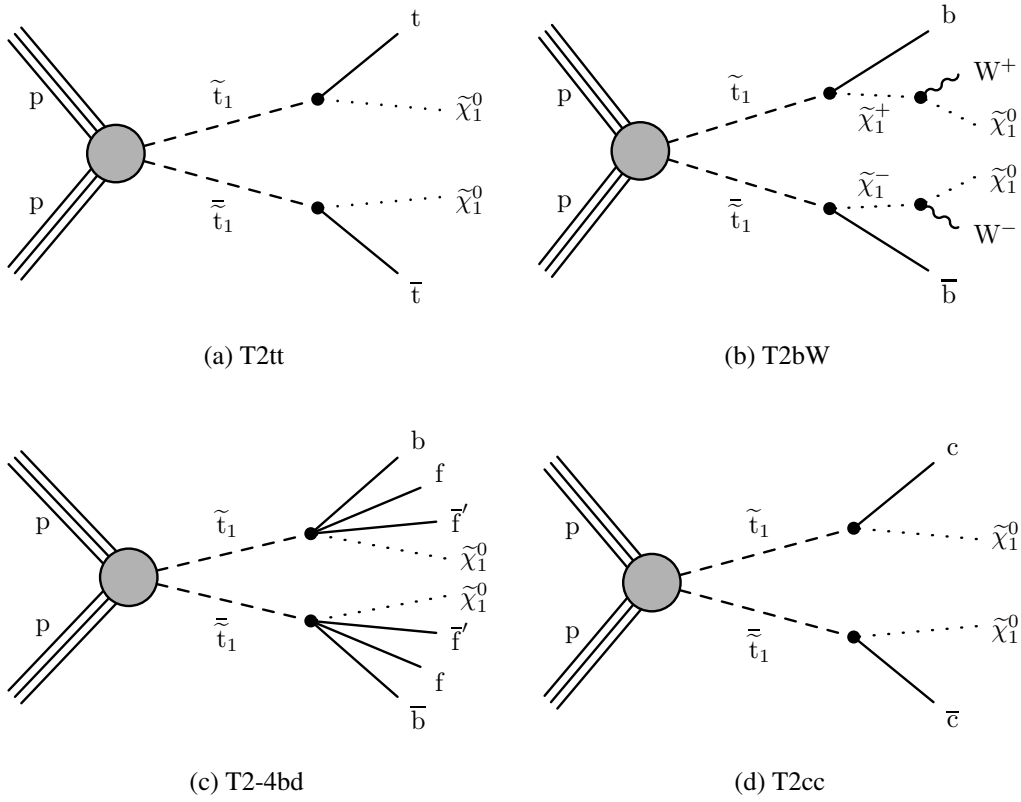 t
p
t̃₁
χ̃₁⁰
p
t̃̅₁
χ̃₁⁰
t̅
(a) T2tt
b
W⁺
p
t̃₁
χ̃₁⁺
χ̃₁⁰
p
t̃̅₁
χ̃₁⁻
χ̃₁⁰
W⁻
b̅
(b) T2bW
b
f
p
t̃₁
f̅′
χ̃₁⁰
χ̃₁⁰
p
t̃̅₁
f̅′
f
b̅
(c) T2-4bd
c
p
t̃₁
χ̃₁⁰
p
t̃̅₁
χ̃₁⁰
c̅
(d) T2cc